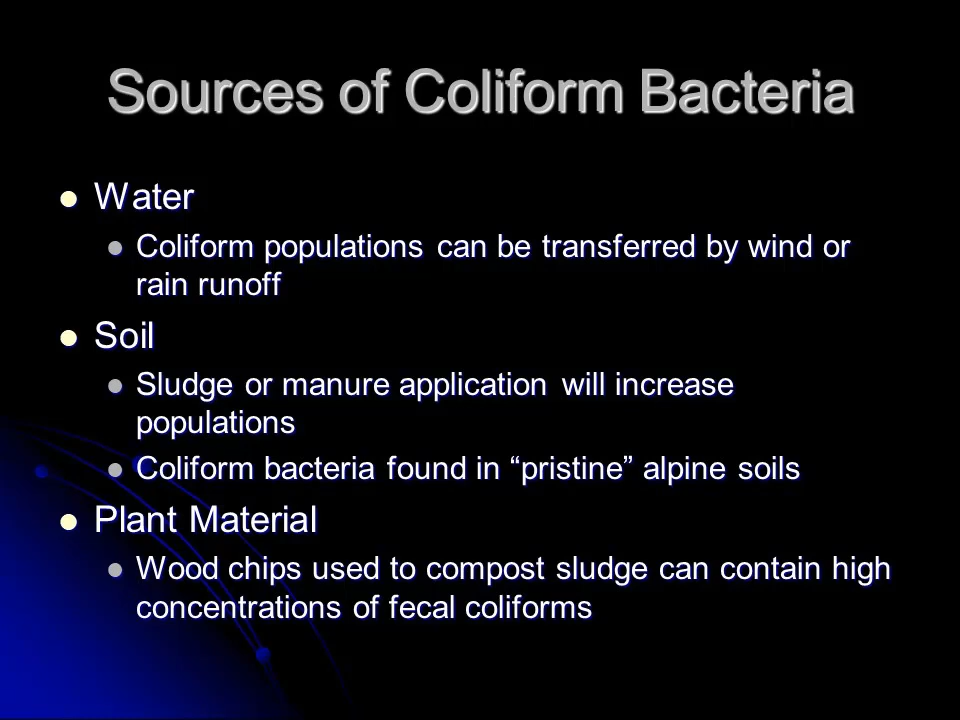 Sources of Coliform Bacteria
Water
Coliform populations can be transferred by wind or
rain runoff
Soil
Sludge or manure application will increase
populations
Coliform bacteria found in “pristine” alpine soils
Plant Material
Wood chips used to compost sludge can contain high
concentrations of fecal coliforms